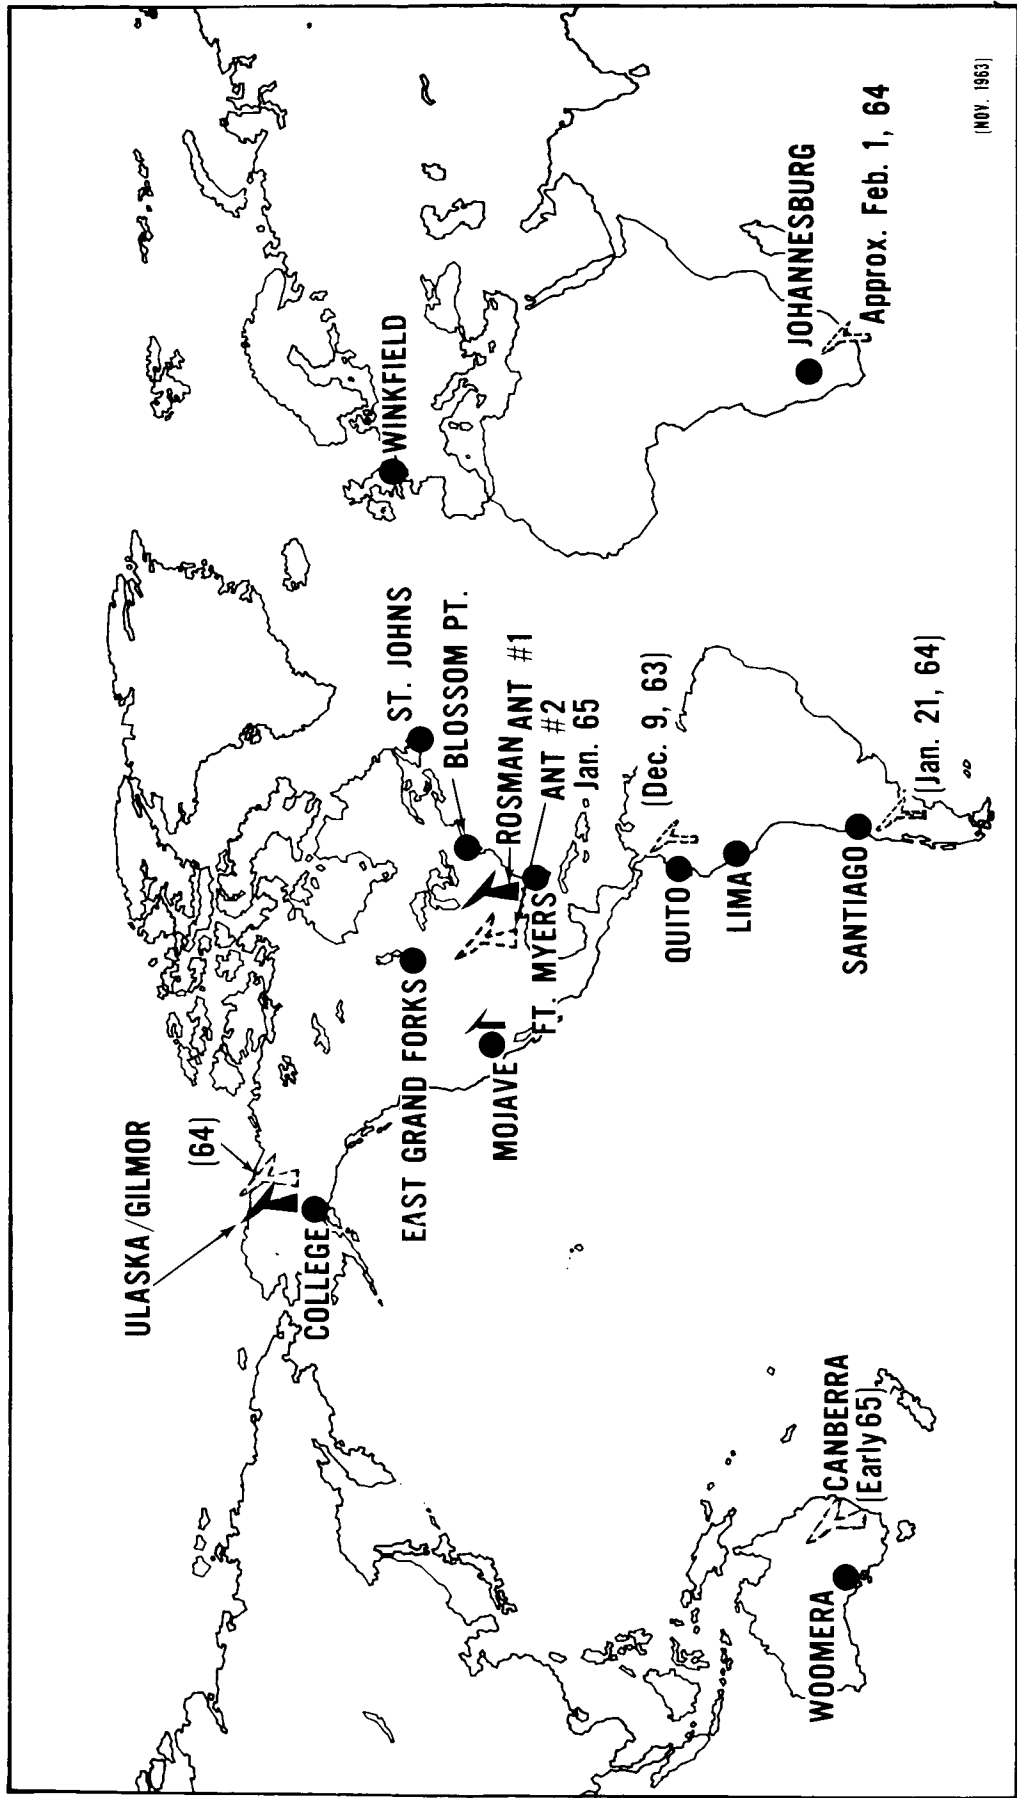 ULASKA/GILMOR
(64)
COLLEGE
EAST GRAND FORKS
MOJAVE
FT. MYERS
ST. JOHNS
BLOSSOM PT.
ROSMAN ANT #1
ANT #2
Jan. 65
(Dec. 9, 63)
QUITO
LIMA
SANTIAGO
(Jan. 21, 64)
WINKFIELD
JOHANNESBURG
Approx. Feb. 1, 64
WOOMERA
CANBERRA
(Early 65)
(NOV. 1963)